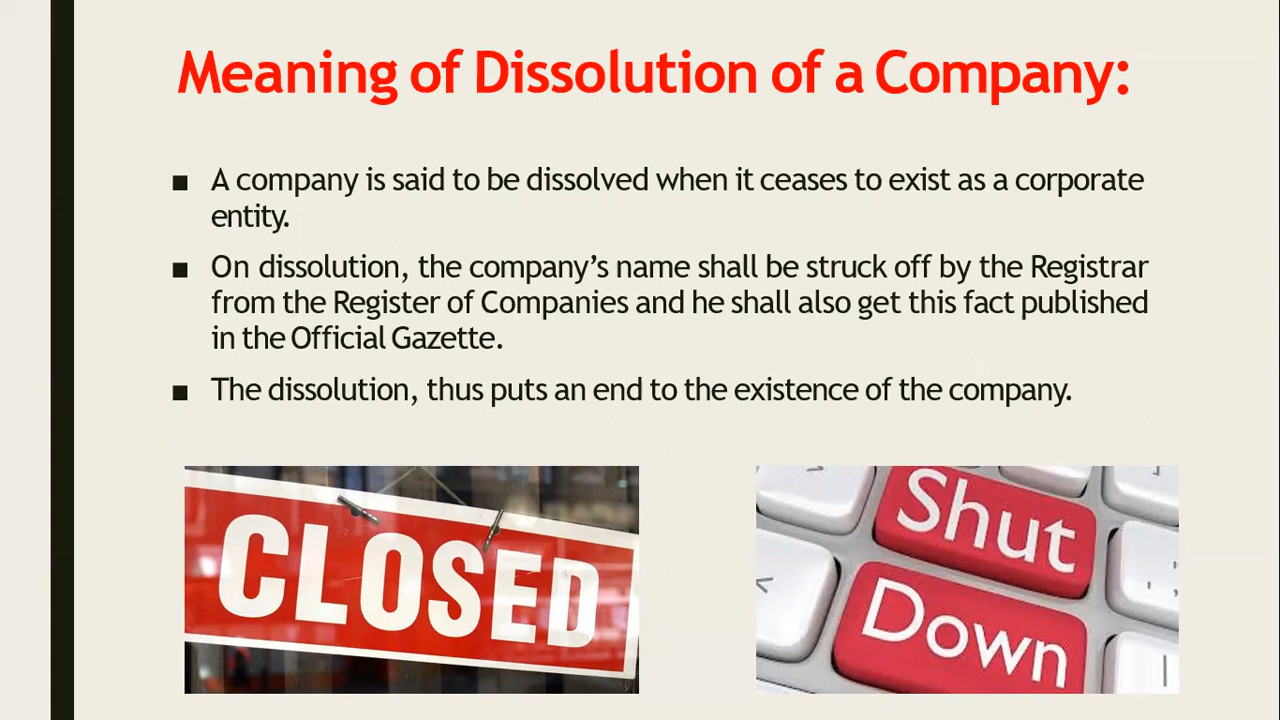 Meaning of Dissolution of a Company:
■ A company is said to be dissolved when it ceases to exist as a corporate
entity.
■ On dissolution, the company’s name shall be struck off by the Registrar
from the Register of Companies and he shall also get this fact published
in the Official Gazette.
■ The dissolution, thus puts an end to the existence of the company.
CLOSED
Shut
Down